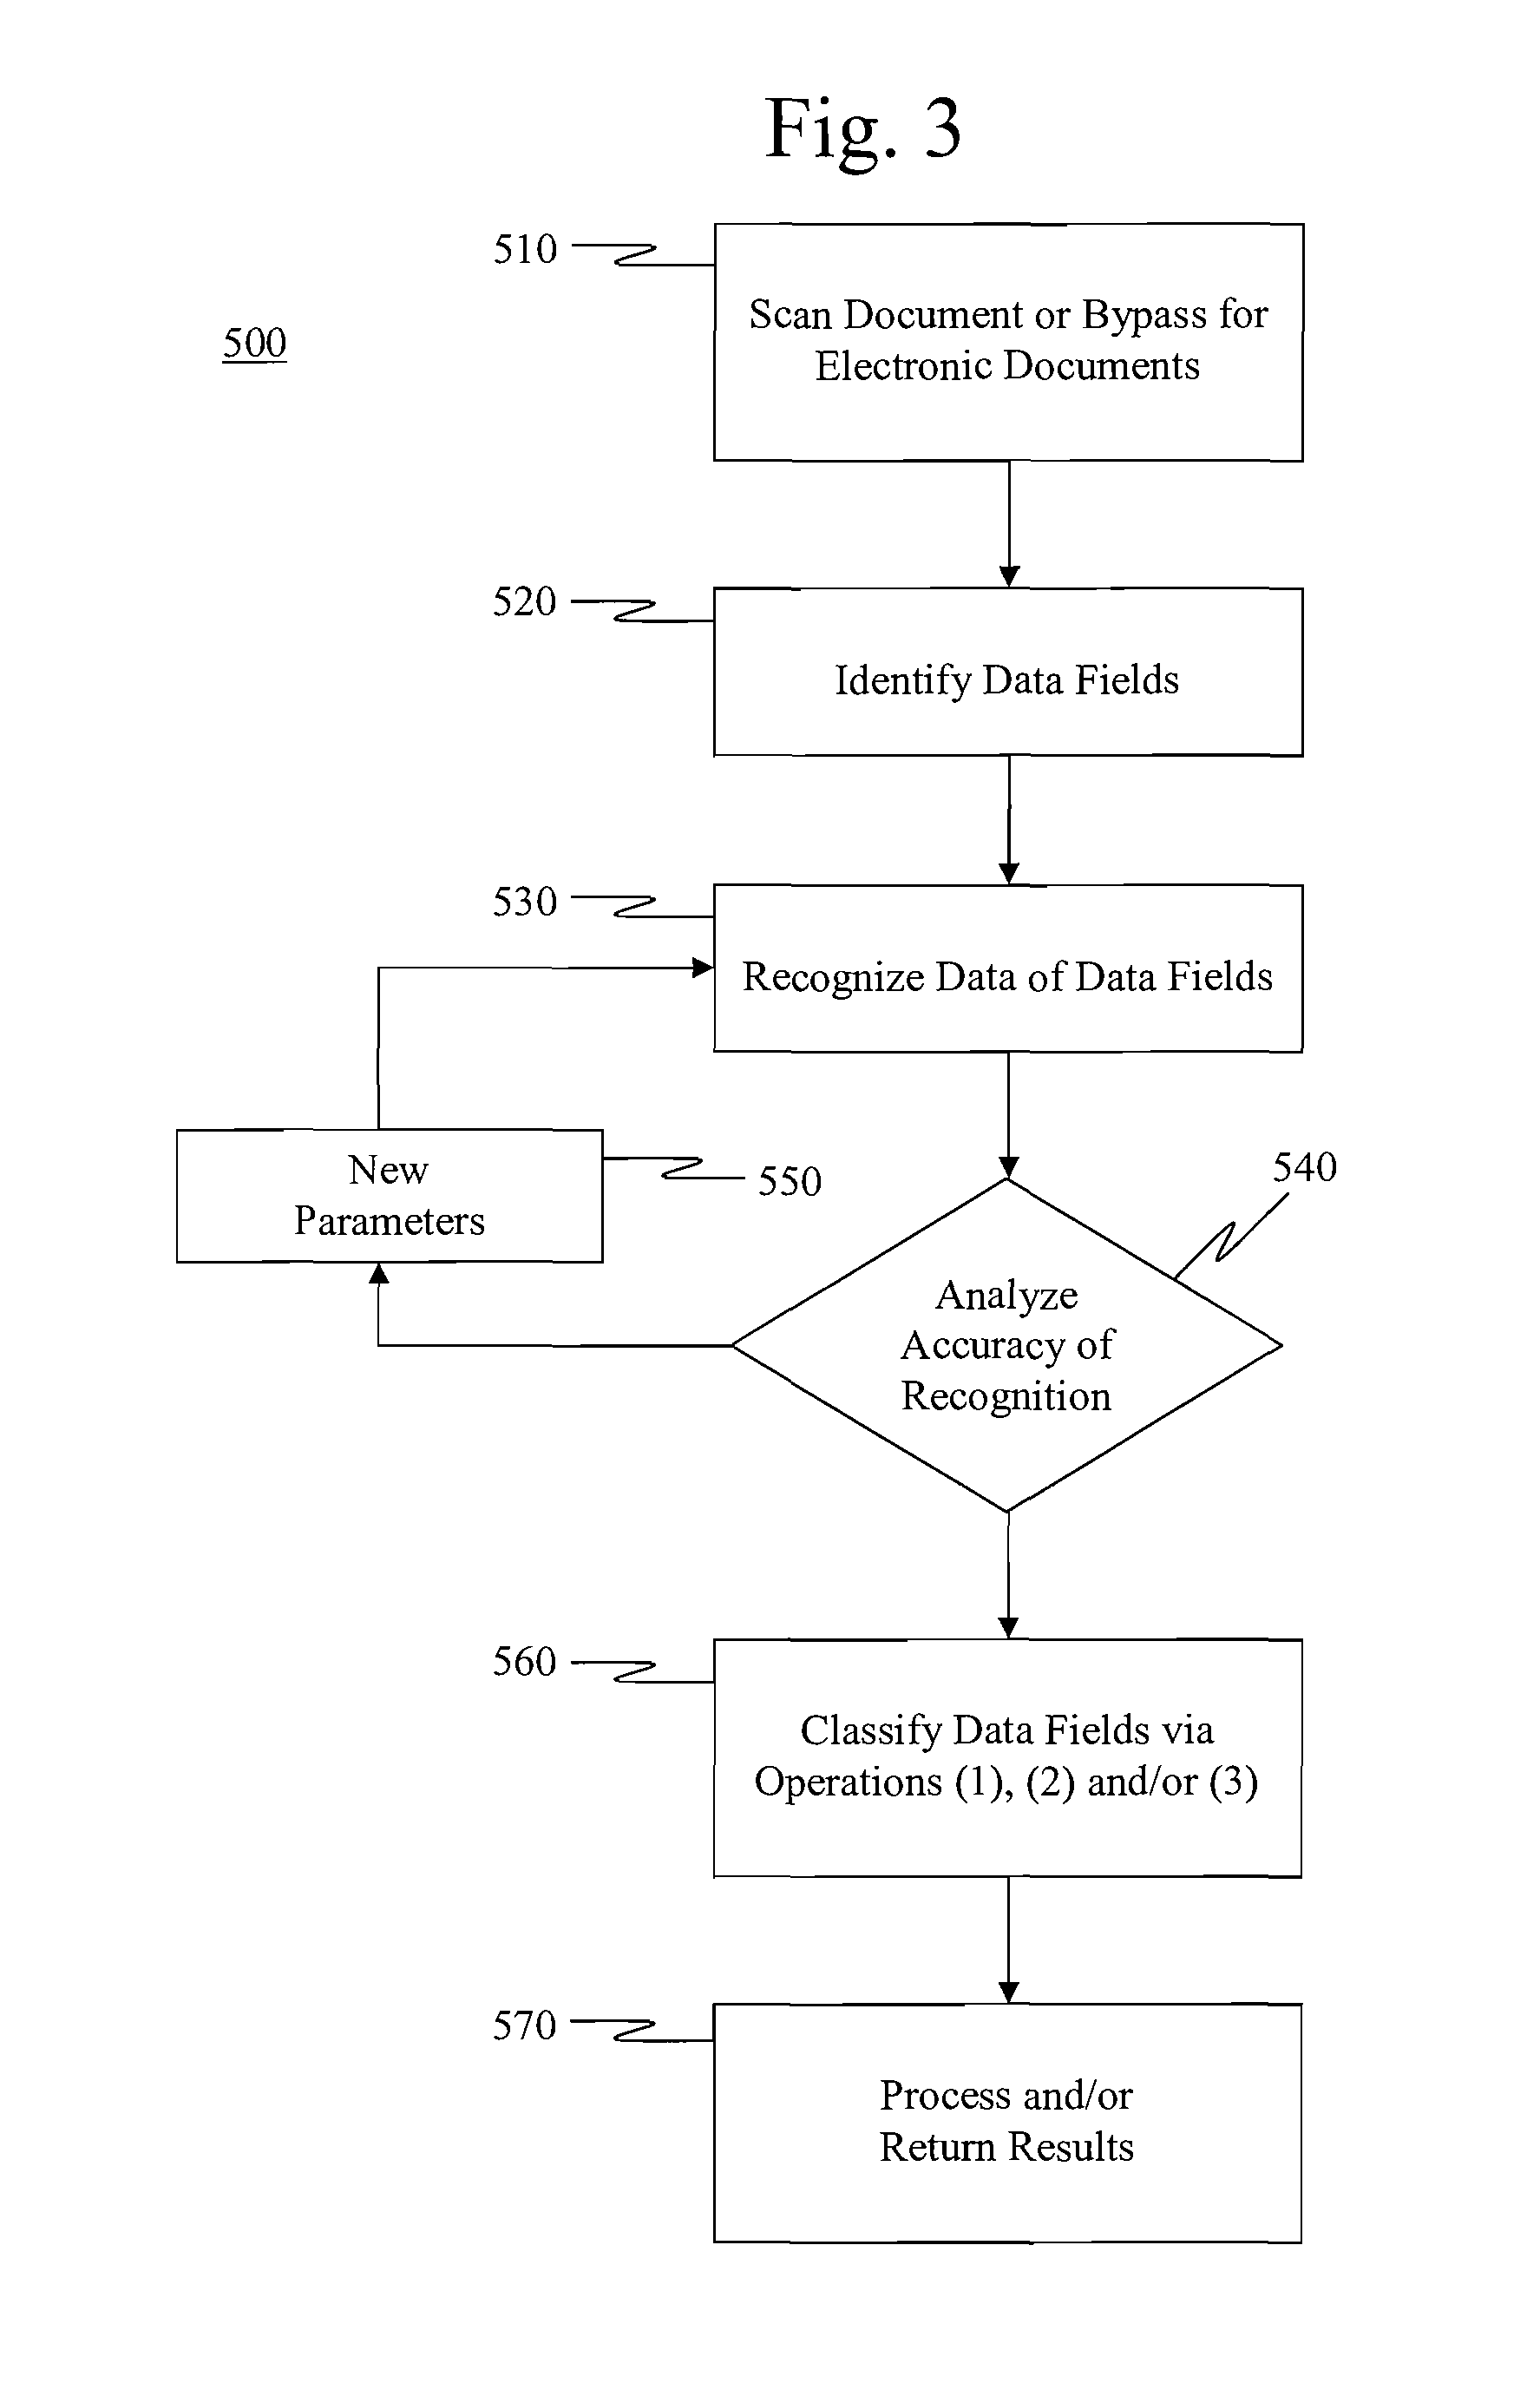 Fig. 3
510
500
Scan Document or Bypass for
Electronic Documents
520
Identify Data Fields
530
Recognize Data of Data Fields
New
Parameters
550
540
Analyze
Accuracy of
Recognition
560
Classify Data Fields via
Operations (1), (2) and/or (3)
570
Process and/or
Return Results